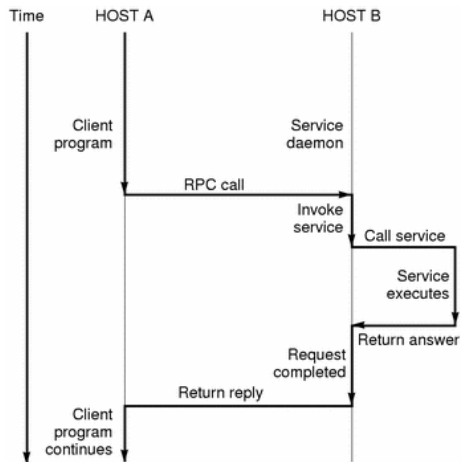 Time
HOST A
HOST B
Client
program
Service
daemon
RPC call
Invoke
service
Call service
Service
executes
Return answer
Request
completed
Return reply
Client
program
continues